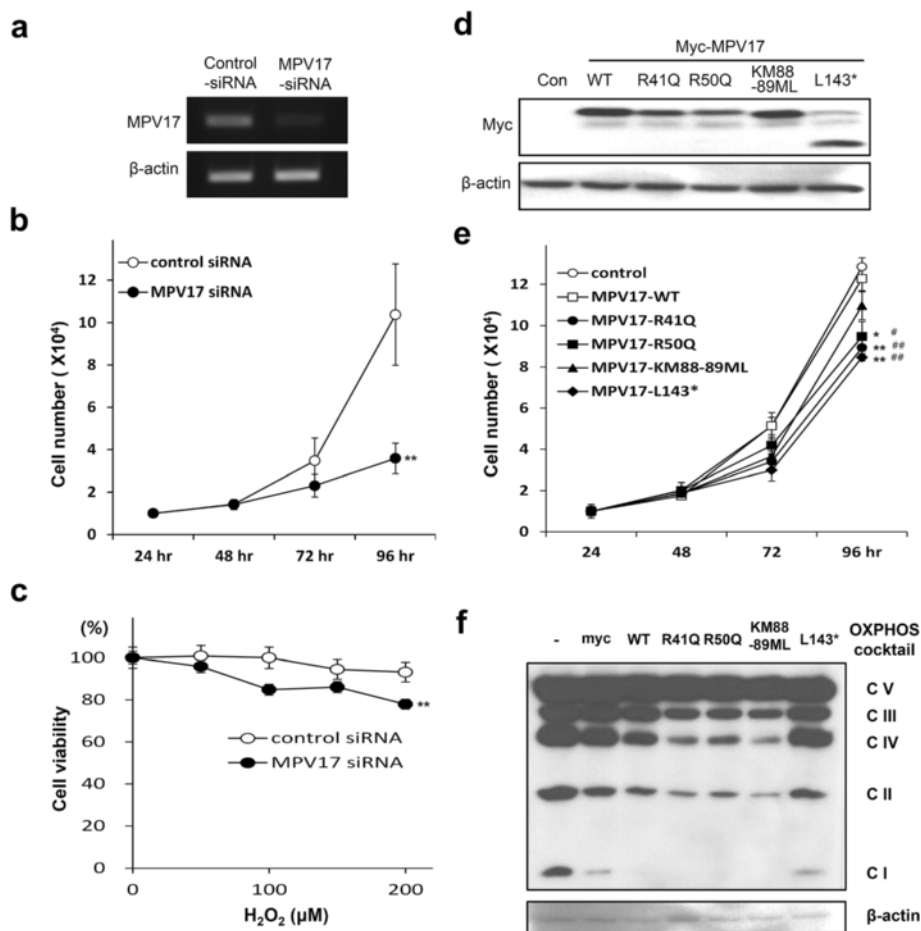 a
Control
-siRNA
MPV17
-siRNA
MPV17
β-actin
b
control siRNA
MPV17 siRNA
Cell number ( X10⁴)
12
10
8
6
4
2
0
**
24 hr 48 hr 72 hr 96 hr
c
(%)
100
80
60
40
20
0
Cell viability
**
control siRNA
MPV17 siRNA
0 100 200
H₂O₂ (μM)
d
Myc-MPV17
Con WT R41Q R50Q KM88
-89ML L143*
Myc
β-actin
e
control
MPV17-WT
MPV17-R41Q
MPV17-R50Q
MPV17-KM88-89ML
MPV17-L143*
Cell number ( X10⁴)
12
10
8
6
4
2
0
* #
** ##
** ##
24 48 72 96 hr
f
- myc WT R41Q R50Q KM88
-89ML L143*
OXPHOS
cocktail
C V
C III
C IV
C II
C I
β-actin